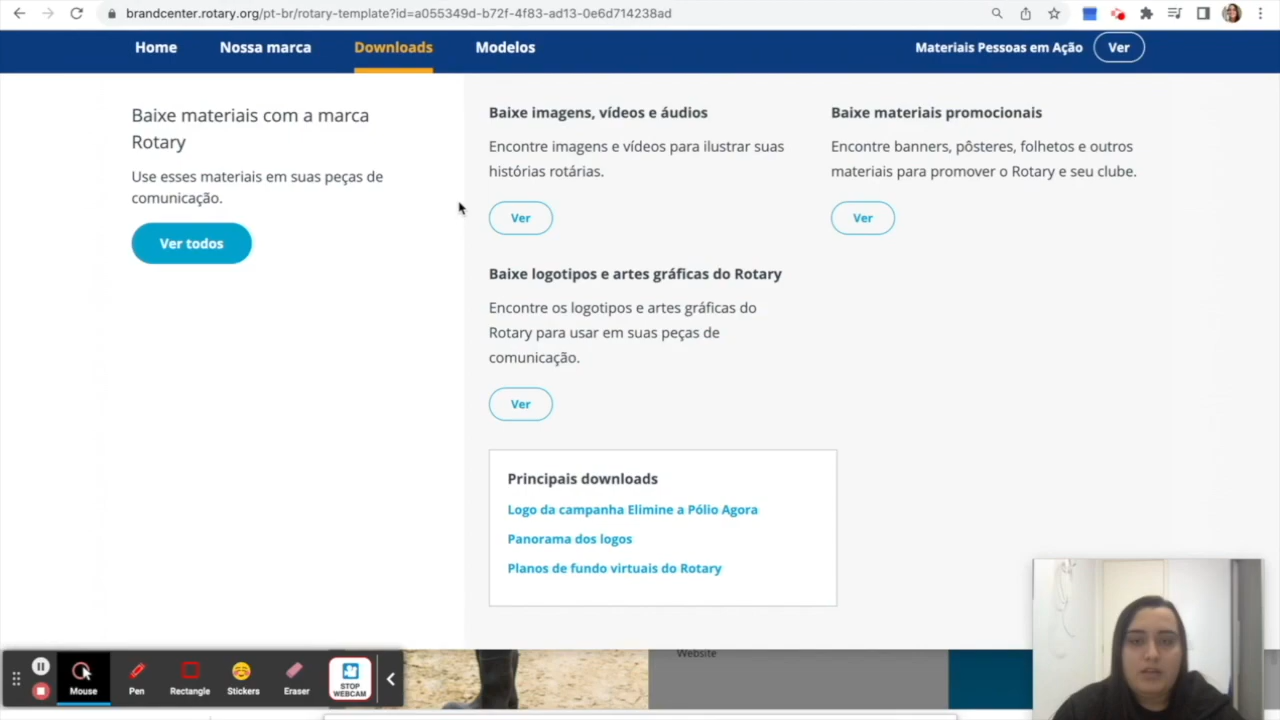 brandcenter.rotary.org/pt-br/rotary-template?id=a055349d-b72f-4f83-ad13-0e6d714238ad
Home
Nossa marca
Downloads
Modelos
Materiais Pessoas em Ação
Ver
Baixe materiais com a marca
Rotary
Use esses materiais em suas peças de
comunicação.
Ver todos
Baixe imagens, vídeos e áudios
Encontre imagens e vídeos para ilustrar suas
histórias rotárias.
Ver
Baixe materiais promocionais
Encontre banners, pôsteres, folhetos e outros
materiais para promover o Rotary e seu clube.
Ver
Baixe logotipos e artes gráficas do Rotary
Encontre os logotipos e artes gráficas do
Rotary para usar em suas peças de
comunicação.
Ver
Principais downloads
Logo da campanha Elimine a Pólio Agora
Panorama dos logos
Planos de fundo virtuais do Rotary
Website
Mouse
Pen
Rectangle
Stickers
Eraser
STOP
WEBCAM